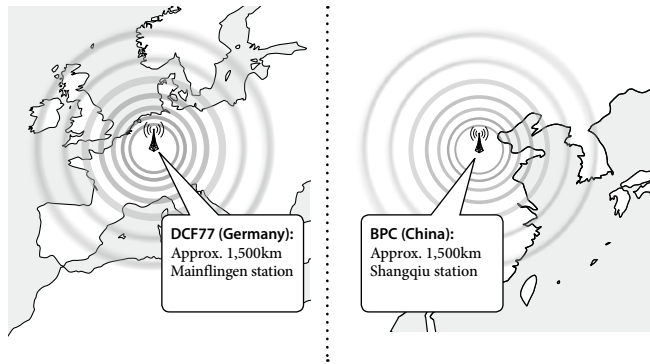 DCF77 (Germany):
Approx. 1,500km
Mainflingen station
BPC (China):
Approx. 1,500km
Shangqiu station